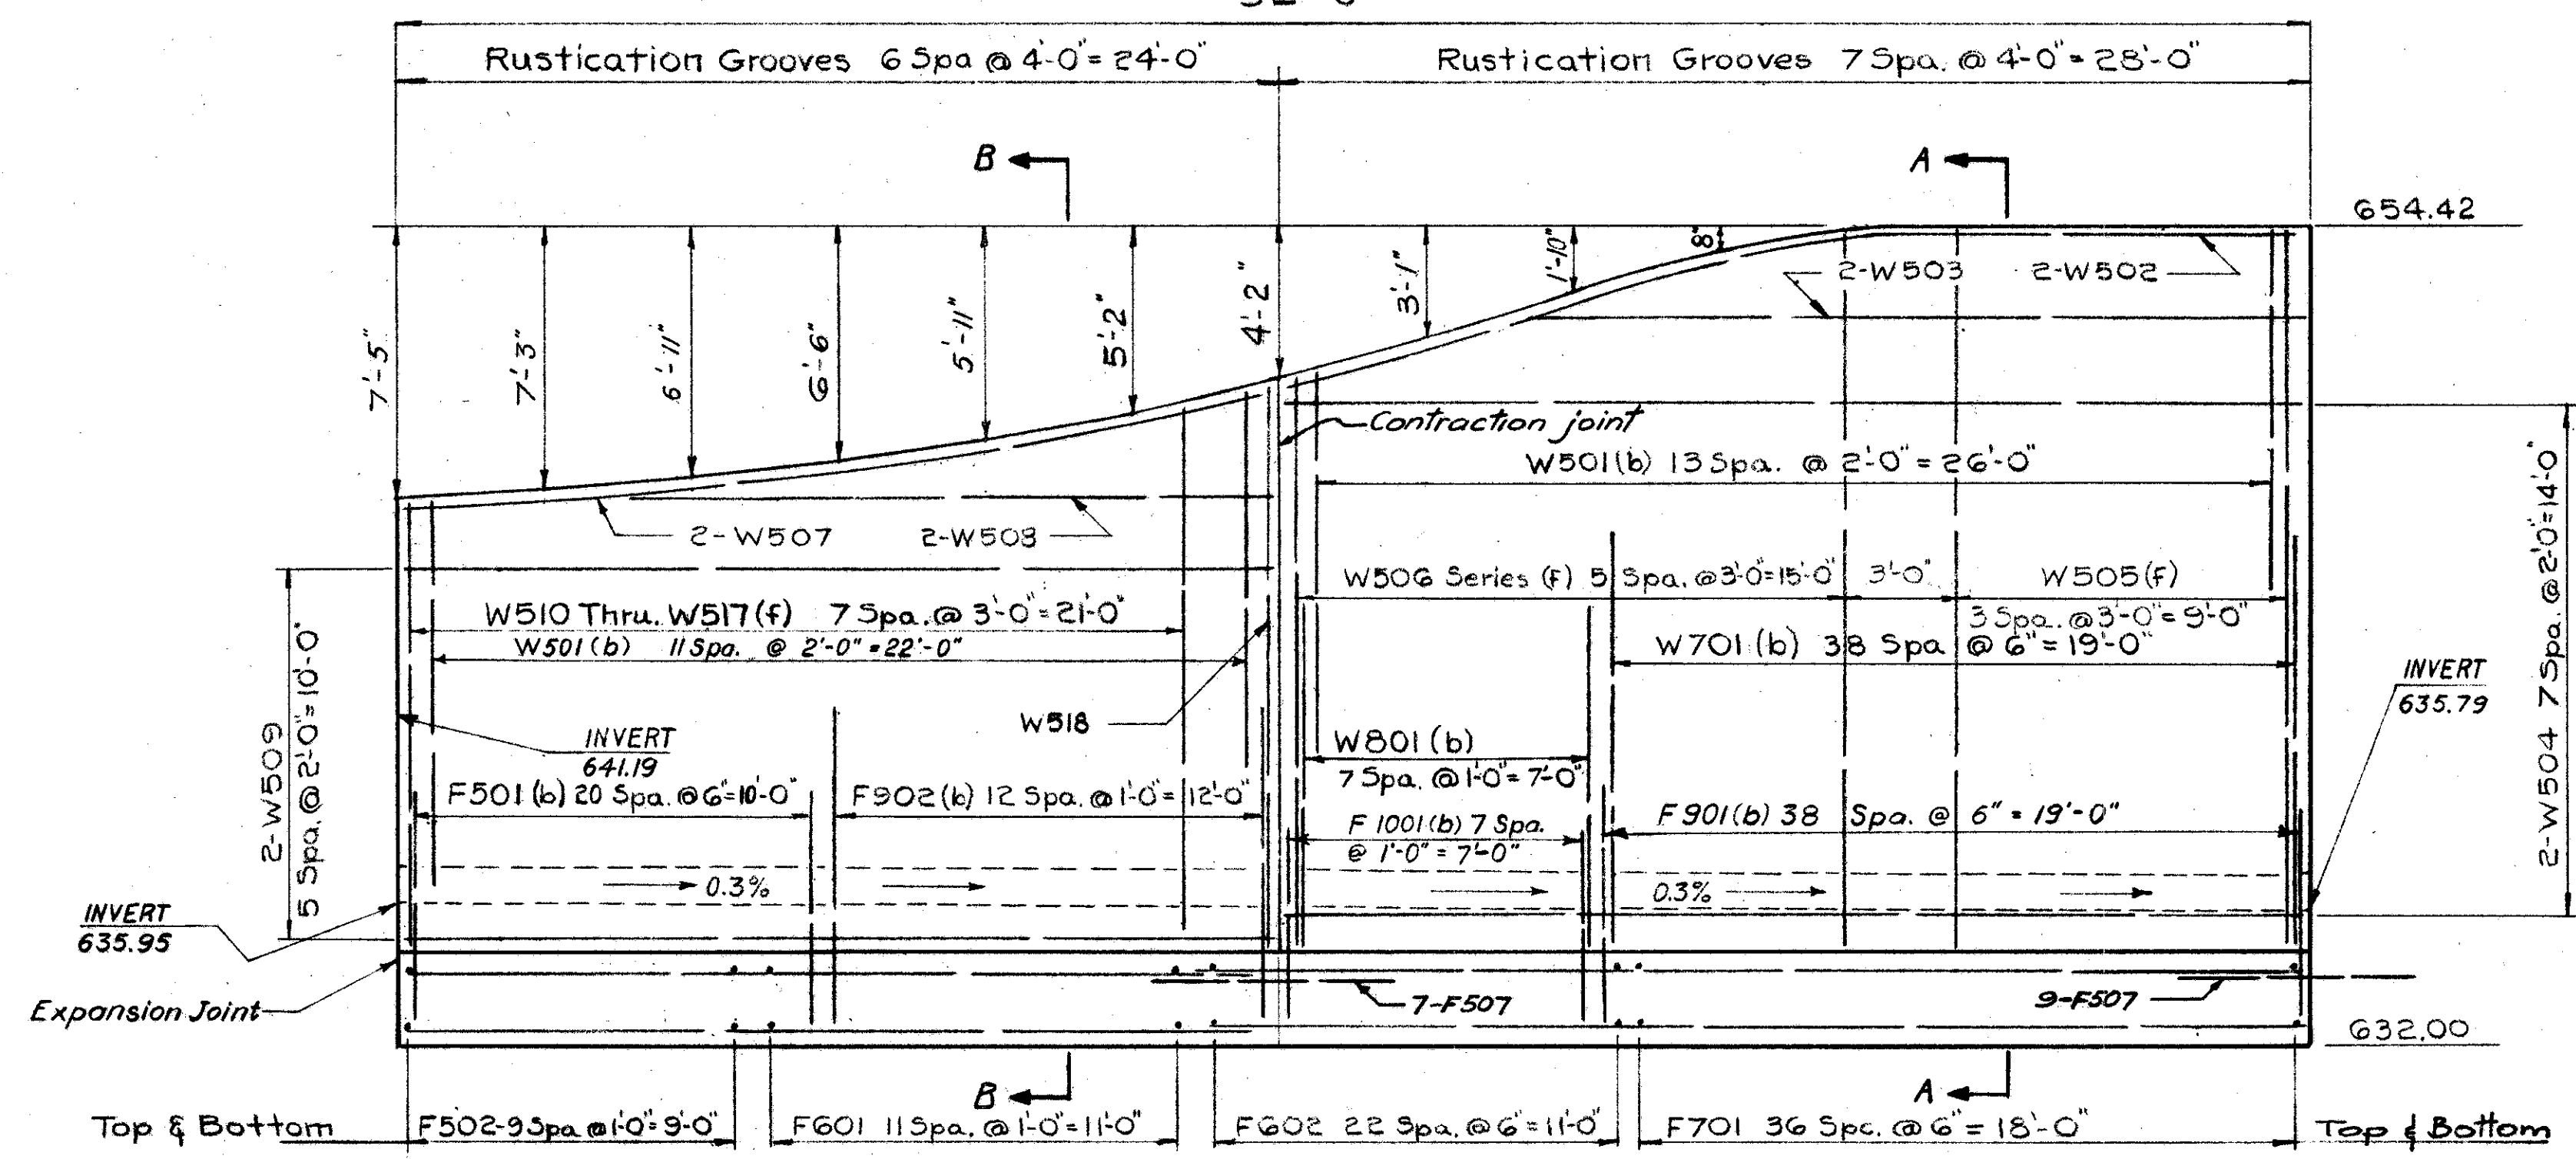 Rustication Grooves 6 Spa @ 4'-0" = 24'-0"
Rustication Grooves 7 Spa. @ 4'-0" = 28'-0"
B
A
654.42
7'-5"
7'-3"
6'-11"
6'-6"
5'-11"
5'-2"
4'-2"
3'-1"
1'-10"
8"
2-W503
2-W502
Contraction joint
W501(b) 13 Spa. @ 2'-0" = 26'-0"
2-W507
2-W508
W506 Series (f) 5 Spa. @ 3'-0" = 15'-0"
3'-0"
W505(f)
3 Spa. @ 3'-0" = 9'-0"
W510 Thru. W517(f) 7 Spa. @ 3'-0" = 21'-0"
W501(b) 11 Spa. @ 2'-0" = 22'-0"
W701(b) 38 Spa @ 6" = 19'-0"
2-W509
5 Spa. @ 2'-0" = 10'-0"
2-W504 7 Spa. @ 2'-0" = 14'-0"
INVERT
635.79
W518
INVERT
641.19
W801(b)
7 Spa. @ 1'-0" = 7'-0"
F501(b) 20 Spa. @ 6" = 10'-0"
F902(b) 12 Spa. @ 1'-0" = 12'-0"
F1001(b) 7 Spa.
@ 1'-0" = 7'-0"
F901(b) 38 Spa. @ 6" = 19'-0"
0.3%
0.3%
INVERT
635.95
Expansion Joint
7-F507
9-F507
632.00
B
A
Top & Bottom
F502-9 Spa @ 1'-0" = 9'-0"
F601 11 Spa. @ 1'-0" = 11'-0"
F602 22 Spa. @ 6" = 11'-0"
F701 36 Spc. @ 6" = 18'-0"
Top & Bottom